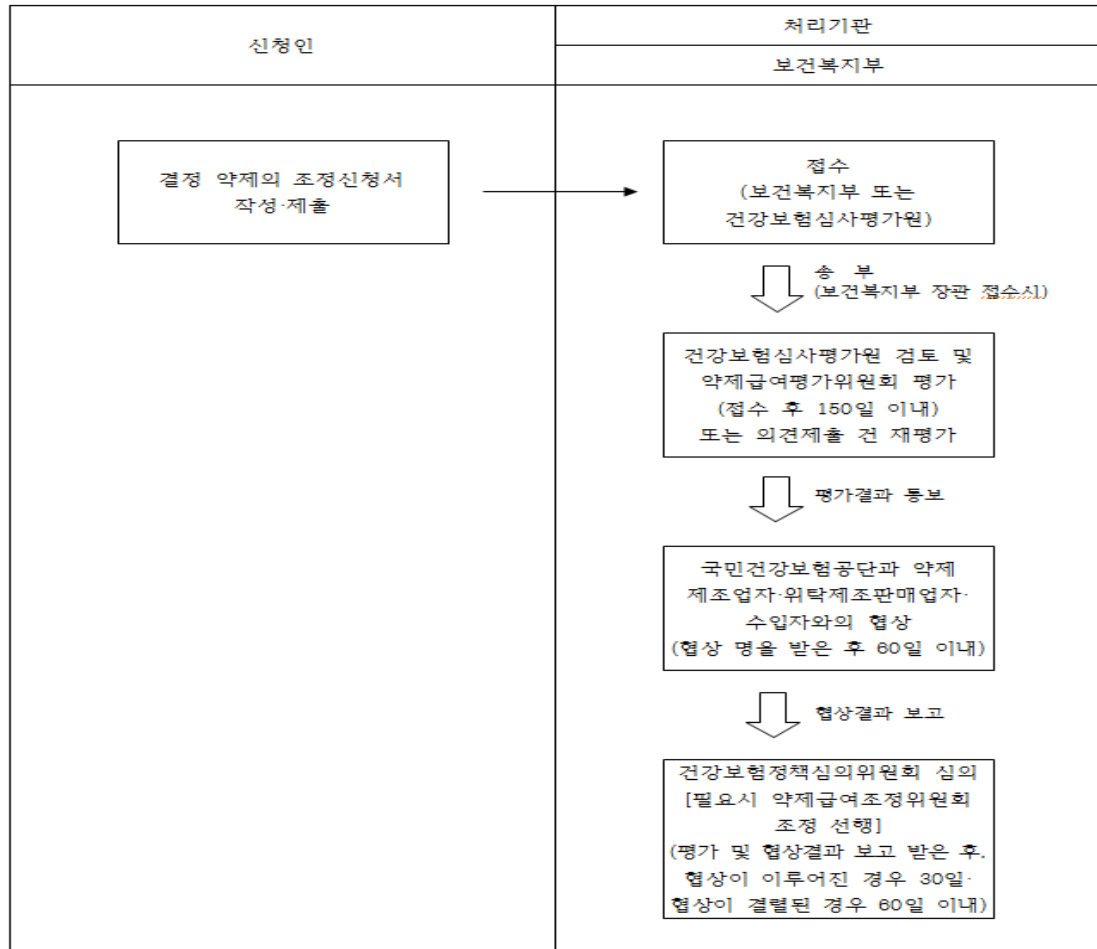 신청인
처리기관
보건복지부
결정 약제의 조정신청서
작성·제출
접수
(보건복지부 또는
건강보험심사평가원)
송 부
(보건복지부 장관 접수시)
건강보험심사평가원 검토 및
약제급여평가위원회 평가
(접수 후 150일 이내)
또는 의견제출 건 재평가
평가결과 통보
국민건강보험공단과 약제
제조업자·위탁제조판매업자·
수입자와의 협상
(협상 명을 받은 후 60일 이내)
협상결과 보고
건강보험정책심의위원회 심의
[필요시 약제급여조정위원회
조정 선행]
(평가 및 협상결과 보고 받은 후,
협상이 이루어진 경우 30일·
협상이 결렬된 경우 60일 이내)